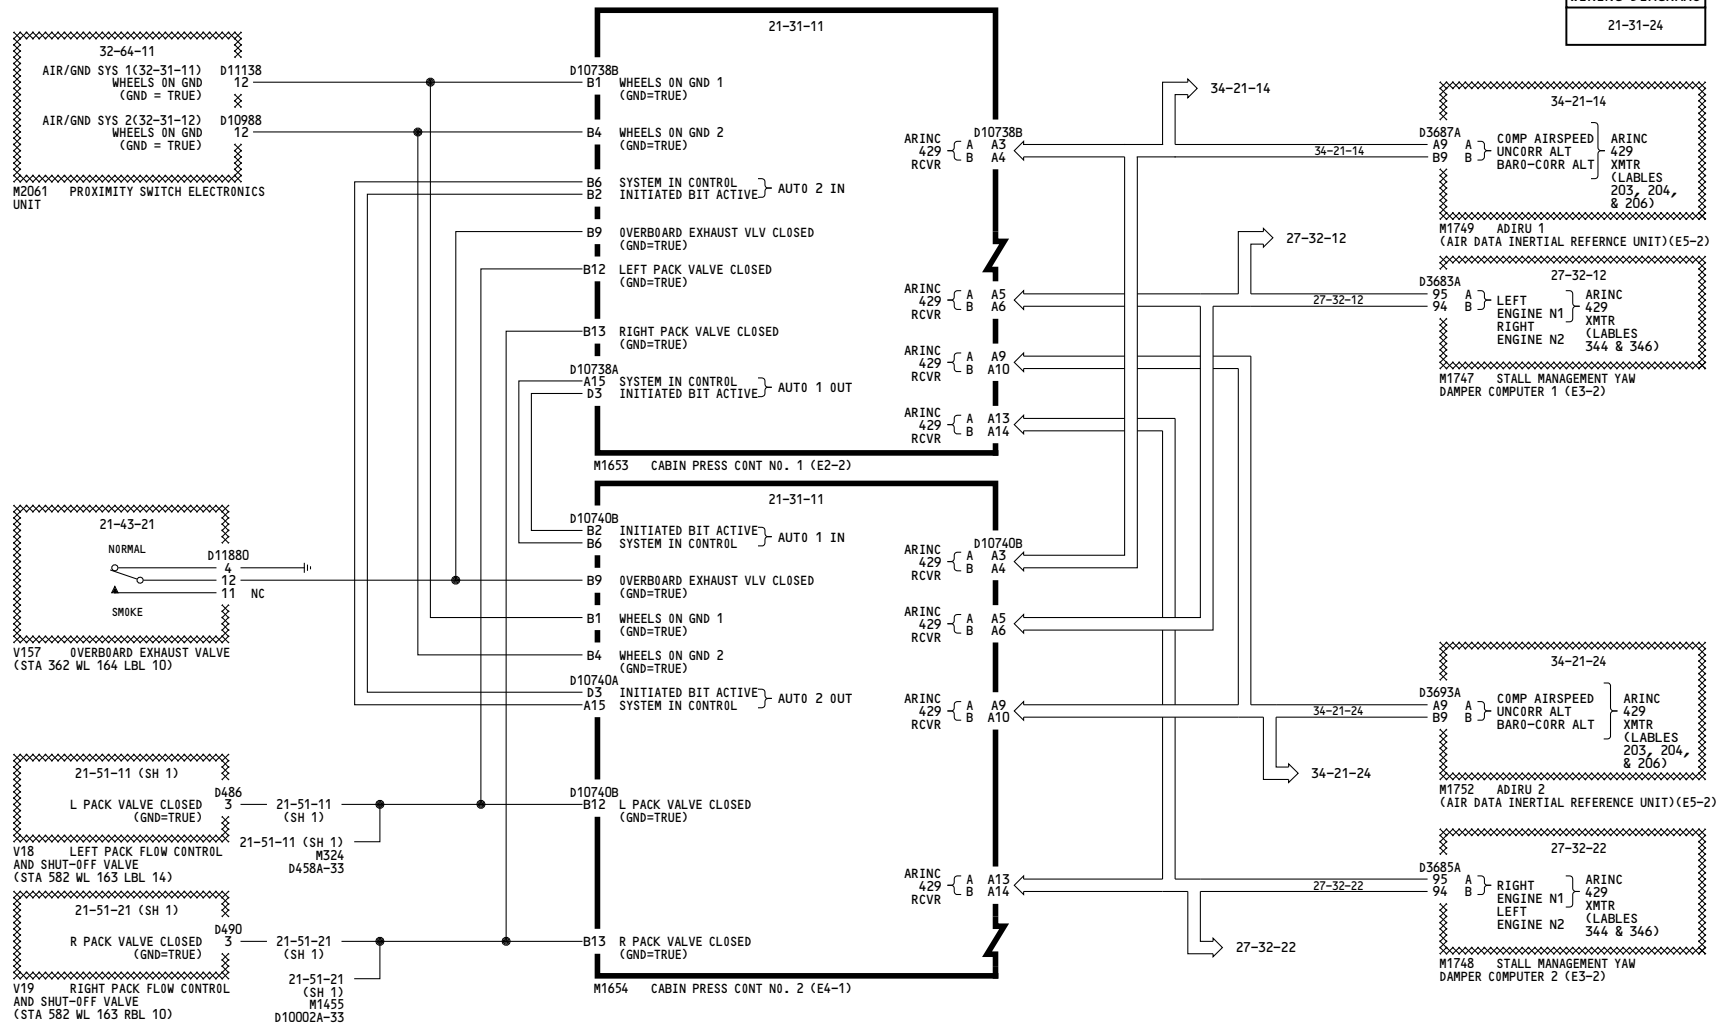 21-31-24
32-64-11
AIR/GND SYS 1(32-31-11) D11138
WHEELS ON GND 12
(GND = TRUE)
AIR/GND SYS 2(32-31-12) D10988
WHEELS ON GND 12
(GND = TRUE)
M2061 PROXIMITY SWITCH ELECTRONICS
UNIT
21-43-21
NORMAL
D11880
4
12
11 NC
SMOKE
V157 OVERBOARD EXHAUST VALVE
(STA 362 WL 164 LBL 10)
21-51-11 (SH 1)
D486
L PACK VALVE CLOSED 3 21-51-11
(GND=TRUE) (SH 1)
21-51-11 (SH 1)
M324
D458A-33
V18 LEFT PACK FLOW CONTROL
AND SHUT-OFF VALVE
(STA 582 WL 163 LBL 14)
21-51-21 (SH 1)
D490
R PACK VALVE CLOSED 3 21-51-21
(GND=TRUE) (SH 1)
21-51-21
(SH 1)
M1455
D10002A-33
V19 RIGHT PACK FLOW CONTROL
AND SHUT-OFF VALVE
(STA 582 WL 163 RBL 10)
21-31-11
D10738B
B1 WHEELS ON GND 1
(GND=TRUE)
B4 WHEELS ON GND 2
(GND=TRUE)
B6 SYSTEM IN CONTROL
B2 INITIATED BIT ACTIVE } AUTO 2 IN
B9 OVERBOARD EXHAUST VLV CLOSED
(GND=TRUE)
B12 LEFT PACK VALVE CLOSED
(GND=TRUE)
B13 RIGHT PACK VALVE CLOSED
(GND=TRUE)
D10738A
A15 SYSTEM IN CONTROL
D3 INITIATED BIT ACTIVE } AUTO 1 OUT
D10738B
ARINC 429 RCVR { A A3
B A4
ARINC 429 RCVR { A A5
B A6
ARINC 429 RCVR { A A9
B A10
ARINC 429 RCVR { A A13
B A14
M1653 CABIN PRESS CONT NO. 1 (E2-2)
21-31-11
D10740B
B2 INITIATED BIT ACTIVE
B6 SYSTEM IN CONTROL } AUTO 1 IN
B9 OVERBOARD EXHAUST VLV CLOSED
(GND=TRUE)
B1 WHEELS ON GND 1
(GND=TRUE)
B4 WHEELS ON GND 2
(GND=TRUE)
D10740A
D3 INITIATED BIT ACTIVE
A15 SYSTEM IN CONTROL } AUTO 2 OUT
D10740B
B12 L PACK VALVE CLOSED
(GND=TRUE)
B13 R PACK VALVE CLOSED
(GND=TRUE)
D10740B
ARINC 429 RCVR { A A3
B A4
ARINC 429 RCVR { A A5
B A6
ARINC 429 RCVR { A A9
B A10
ARINC 429 RCVR { A A13
B A14
M1654 CABIN PRESS CONT NO. 2 (E4-1)
34-21-14
34-21-14
27-32-12
27-32-12
34-21-24
34-21-24
27-32-22
27-32-22
34-21-14
D3687A
A9 A
B9 B
COMP AIRSPEED
UNCORR ALT
BARO-CORR ALT
ARINC
429
XMTR
(LABLES
203, 204,
& 206)
M1749 ADIRU 1
(AIR DATA INERTIAL REFERNCE UNIT)(E5-2)
27-32-12
D3683A
95 A
94 B
LEFT
ENGINE N1
RIGHT
ENGINE N2
ARINC
429
XMTR
(LABLES
344 & 346)
M1747 STALL MANAGEMENT YAW
DAMPER COMPUTER 1 (E3-2)
34-21-24
D3693A
A9 A
B9 B
COMP AIRSPEED
UNCORR ALT
BARO-CORR ALT
ARINC
429
XMTR
(LABLES
203, 204,
& 206)
M1752 ADIRU 2
(AIR DATA INERTIAL REFERENCE UNIT)(E5-2)
27-32-22
D3685A
95 A
94 B
RIGHT
ENGINE N1
LEFT
ENGINE N2
ARINC
429
XMTR
(LABLES
344 & 346)
M1748 STALL MANAGEMENT YAW
DAMPER COMPUTER 2 (E3-2)